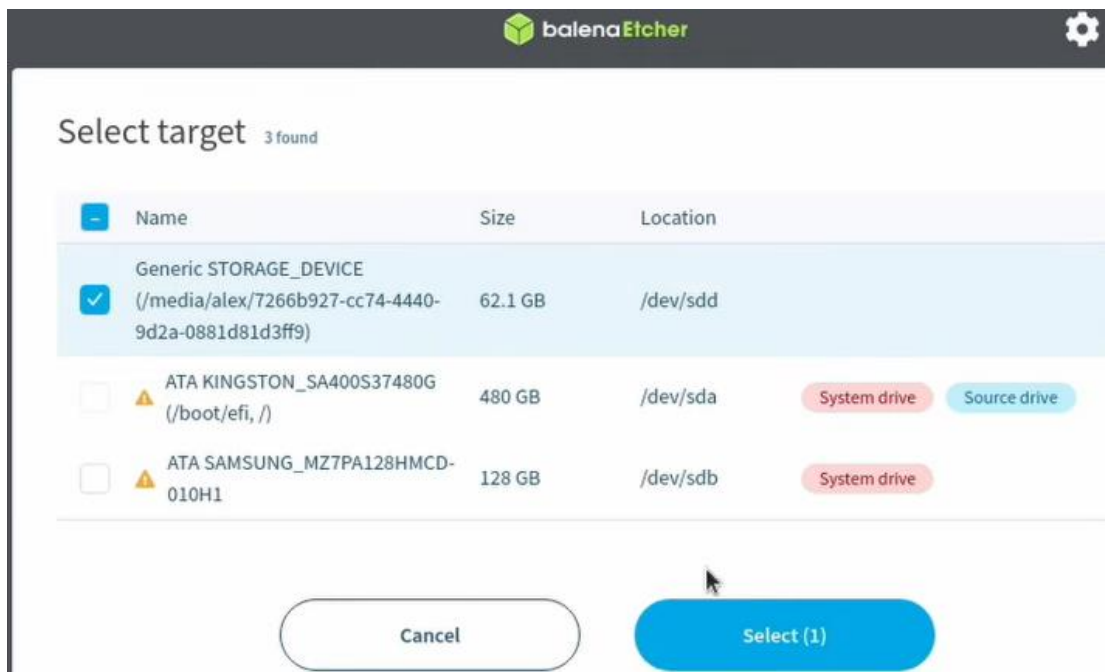 balenaEtcher
Select target 3 found
Name Size Location
Generic STORAGE_DEVICE
(/media/alex/7266b927-cc74-4440- 62.1 GB /dev/sdd
9d2a-0881d81d3ff9)
ATA KINGSTON_SA400S37480G
(/boot/efi, /) 480 GB /dev/sda System drive Source drive
ATA SAMSUNG_MZ7PA128HMCD-
010H1 128 GB /dev/sdb System drive
Cancel Select (1)